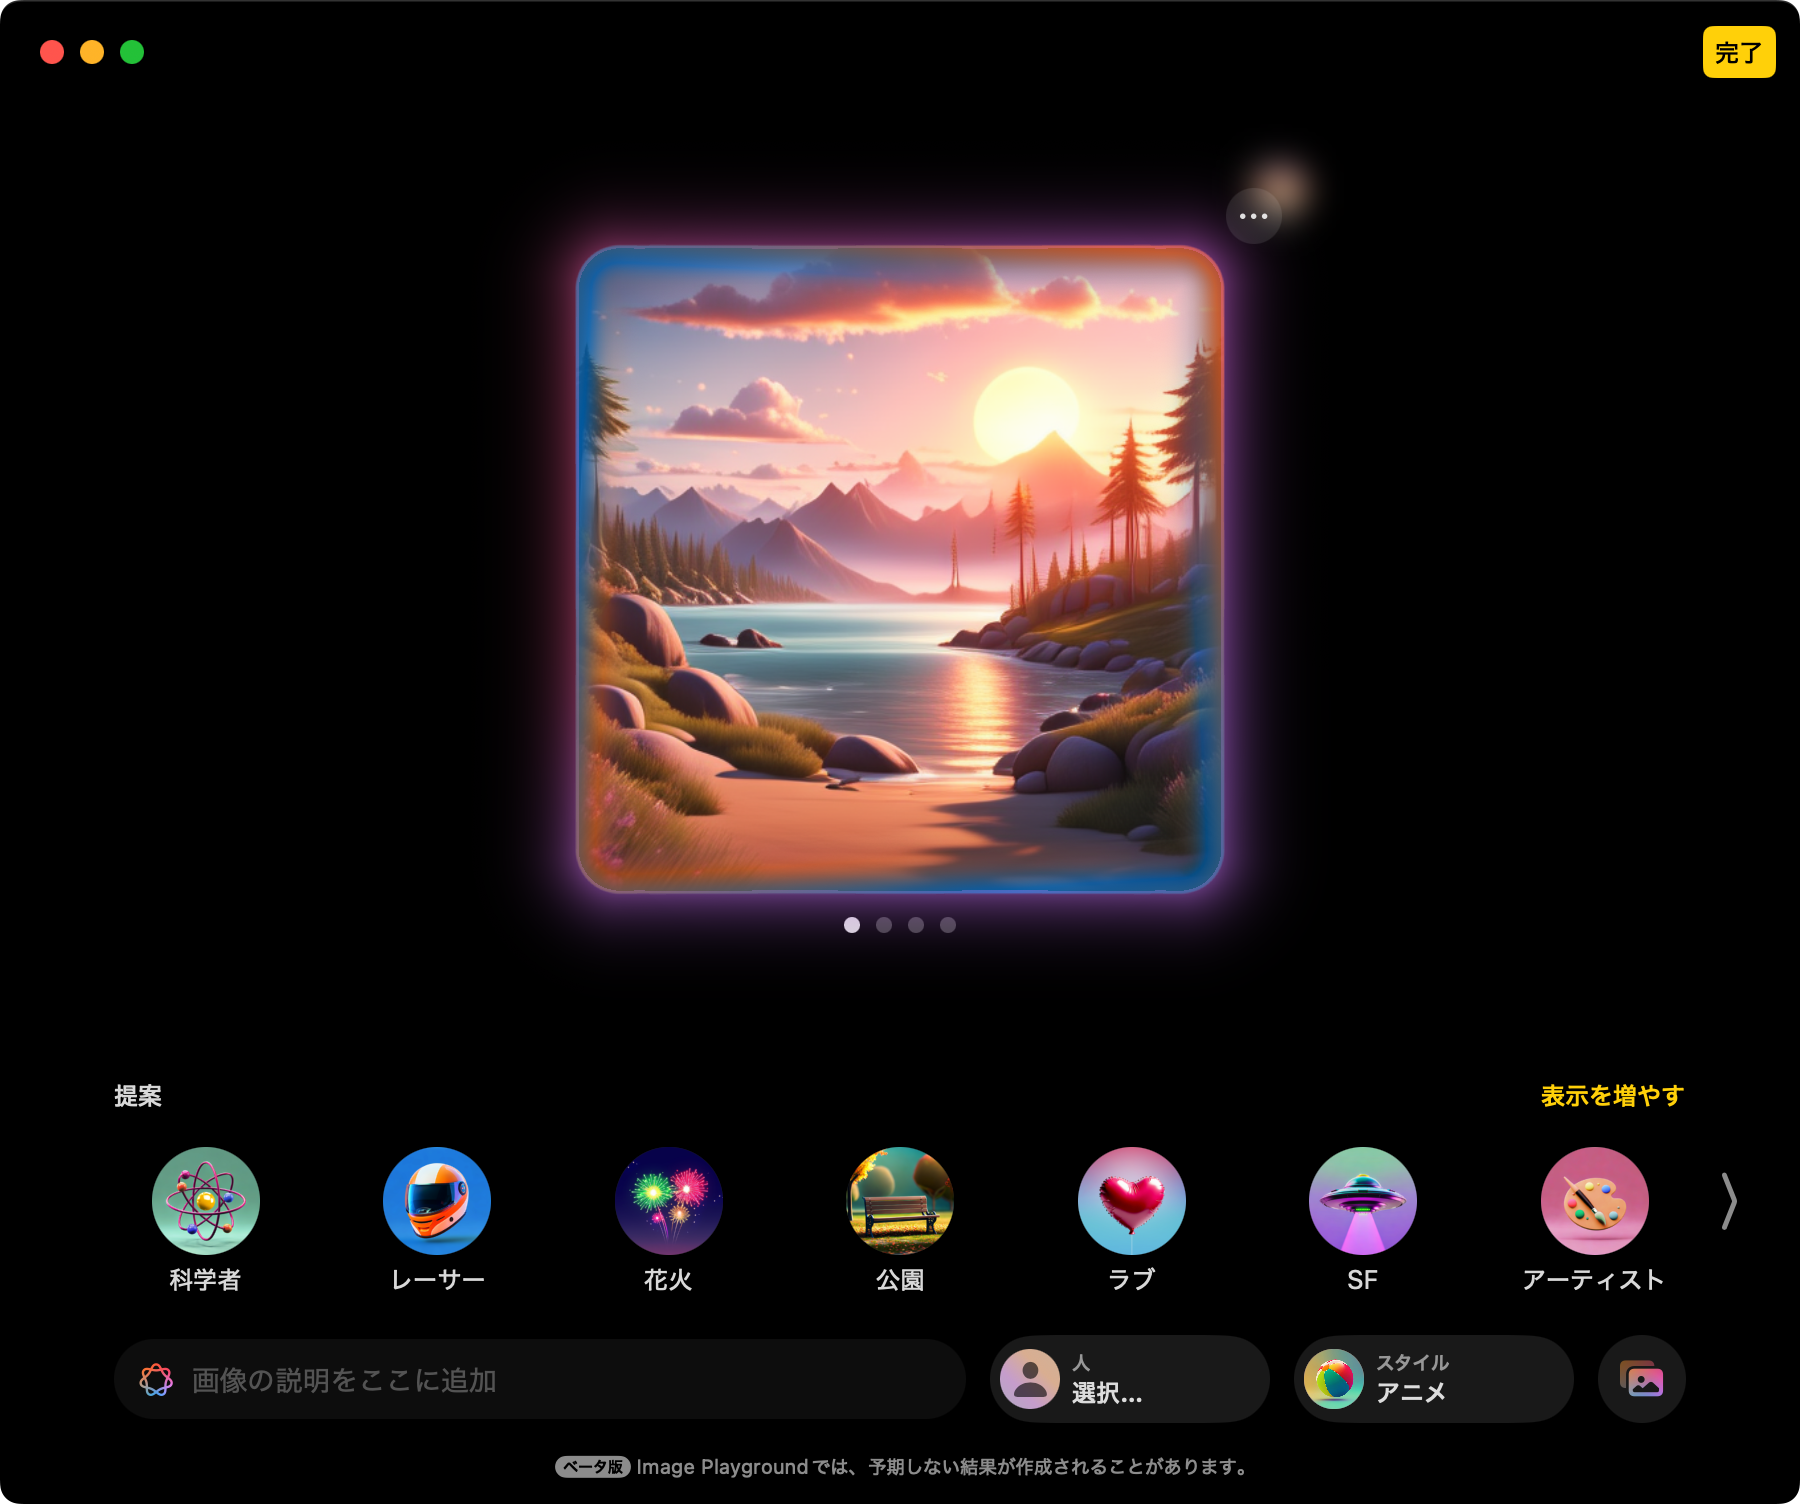 完了
提案
表示を増やす
科学者
レーサー
花火
公園
ラブ
SF
アーティスト
画像の説明をここに追加
人
選択...
スタイル
アニメ
ベータ版 Image Playgroundでは、予期しない結果が作成されることがあります。